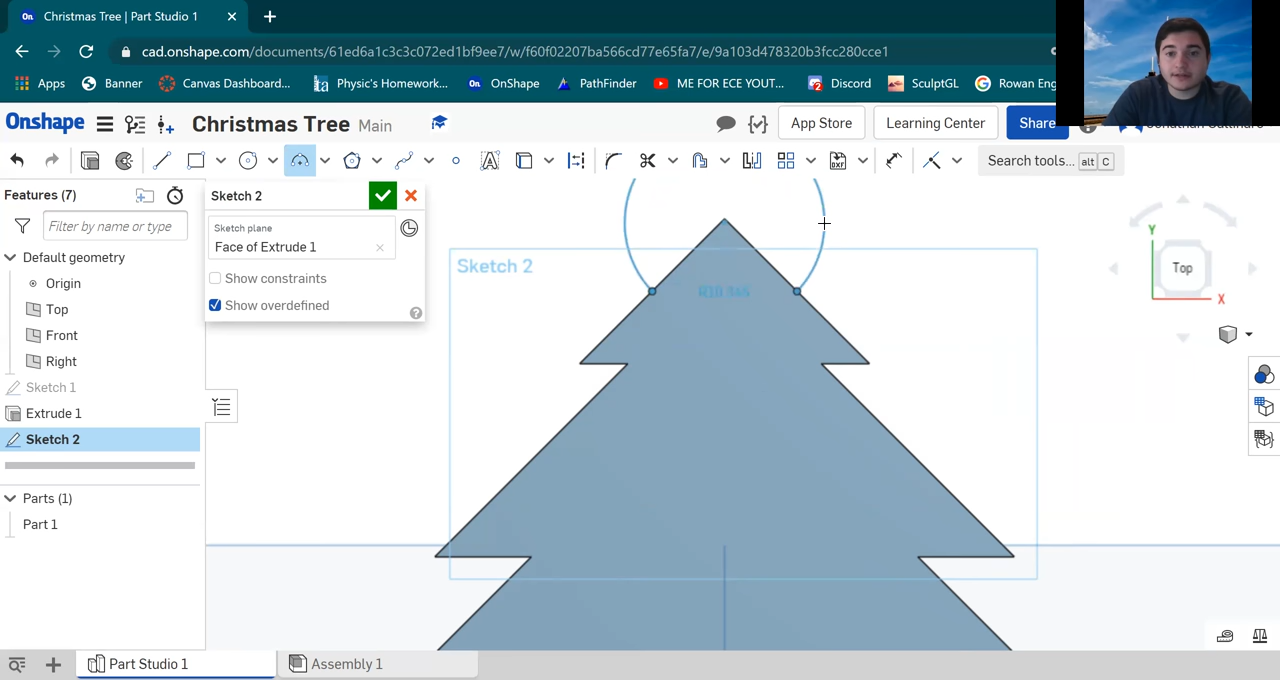 On Christmas Tree | Part Studio 1
cad.onshape.com/documents/61ed6a1c3c3c072ed1bf9ee7/w/f60f02207ba566cd77e65fa7/e/9a103d478320b3fcc280cce1
Apps Banner Canvas Dashboard... Physic's Homework... On OnShape PathFinder ME FOR ECE YOUT... 2 Discord SculptGL Rowan Eng
Onshape Christmas Tree Main App Store Learning Center Share
Search tools... alt C
Features (7)
Filter by name or type
Default geometry
Origin
Top
Front
Right
Sketch 1
Extrude 1
Sketch 2
Parts (1)
Part 1
Sketch 2
Sketch plane
Face of Extrude 1
Show constraints
Show overdefined
Sketch 2
Y
Top
X
Part Studio 1 Assembly 1